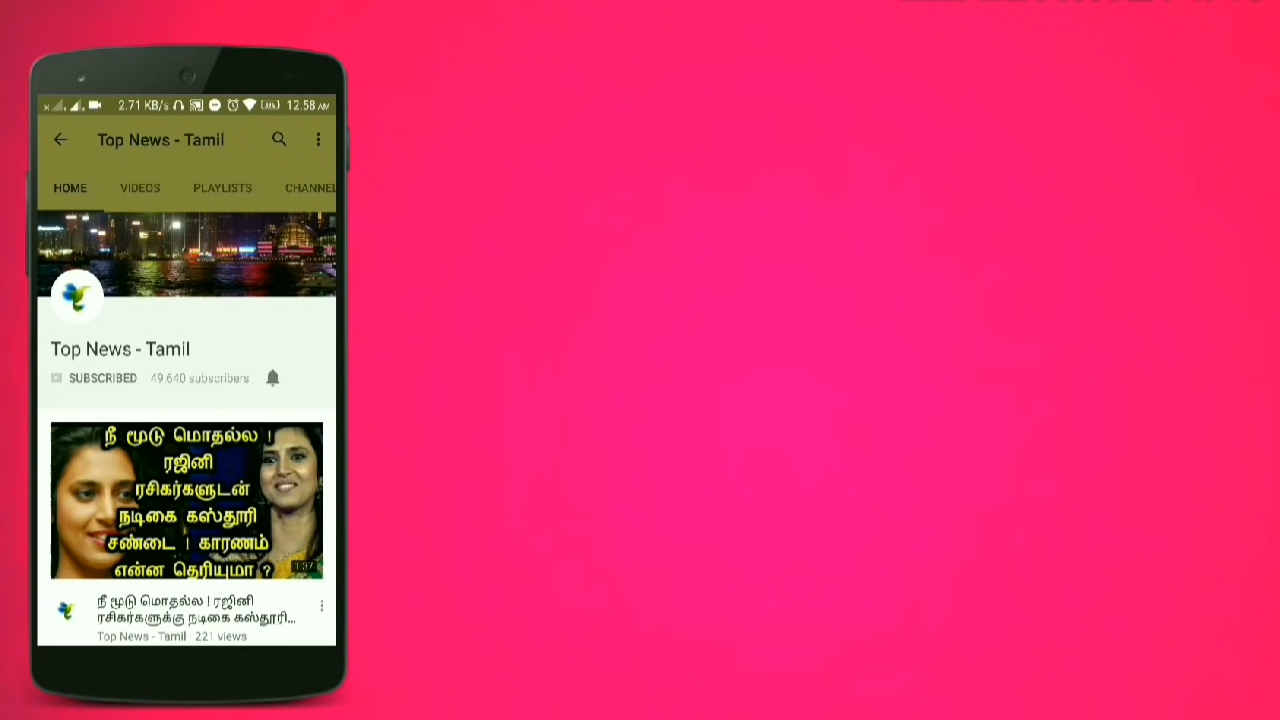 2.71 KB/s 12.58 AM
Top News - Tamil
HOME VIDEOS PLAYLISTS CHANNEL
Top News - Tamil
SUBSCRIBED 49,640 subscribers
நீ மூடு மொதல்ல !
ரஜினி
ரசிகர்களுடன்
நடிகை கஸ்தூரி
சண்டை ! காரணம்
என்ன தெரியுமா ?
1:37
நீ மூடு மொதல்ல ! ரஜினி
ரசிகர்களுக்கு நடிகை கஸ்தூரி...
Top News - Tamil · 221 views